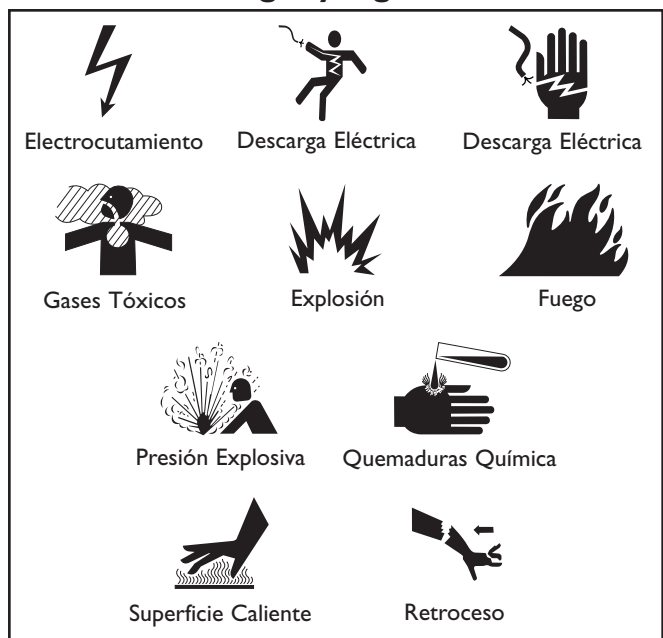 Electrocutamiento Descarga Eléctrica Descarga Eléctrica
Gases Tóxicos Explosión Fuego
Presión Explosiva Quemaduras Química
Superficie Caliente Retroceso